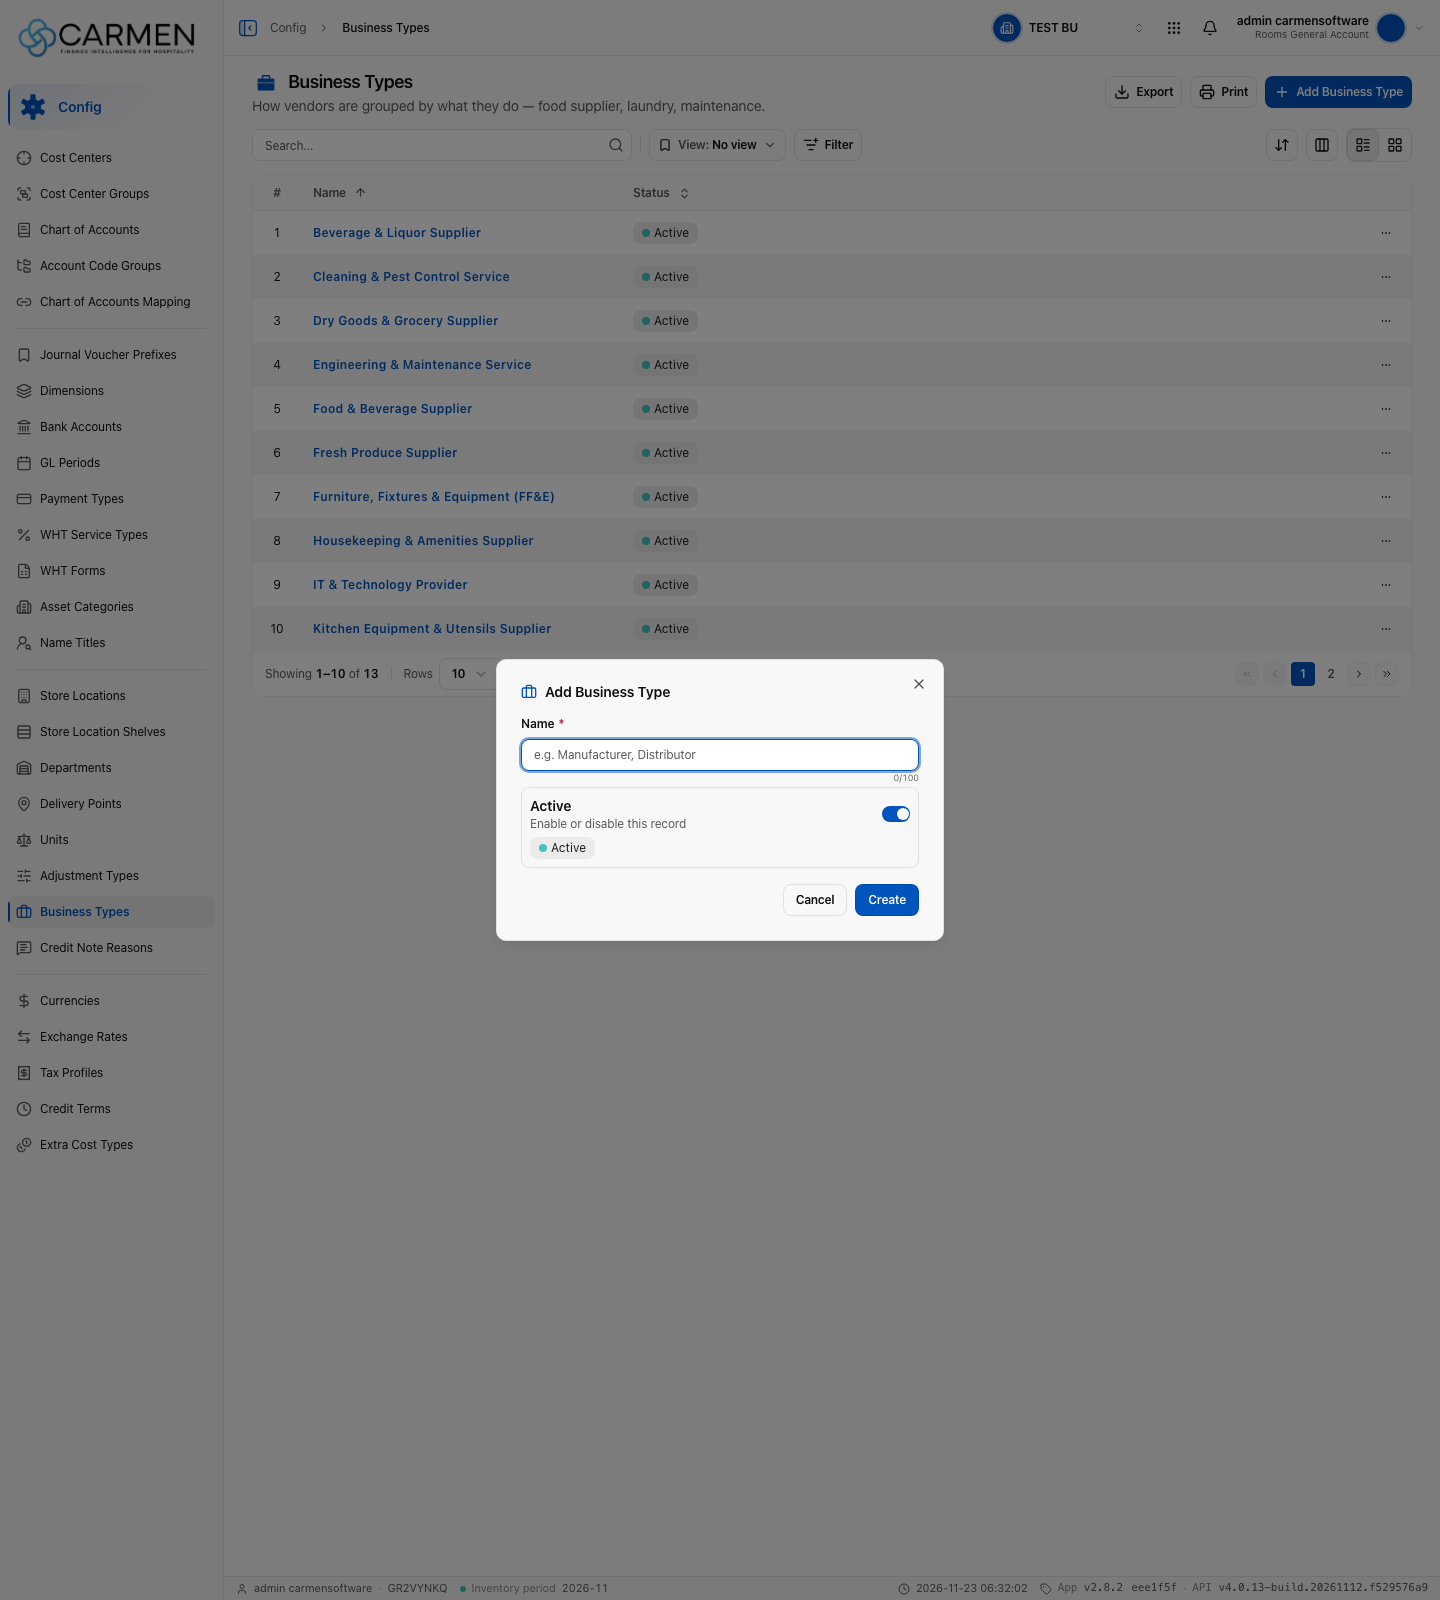 CARMEN
FINANCE INTELLIGENCE FOR HOSPITALITY
Config
Cost Centers
Cost Center Groups
Chart of Accounts
Account Code Groups
Chart of Accounts Mapping
Journal Voucher Prefixes
Dimensions
Bank Accounts
GL Periods
Payment Types
WHT Service Types
WHT Forms
Asset Categories
Name Titles
Store Locations
Store Location Shelves
Departments
Delivery Points
Units
Adjustment Types
Business Types
Credit Note Reasons
Currencies
Exchange Rates
Tax Profiles
Credit Terms
Extra Cost Types
Config > Business Types
TEST BU
admin carmensoftware
Rooms General Account
Business Types
How vendors are grouped by what they do — food supplier, laundry, maintenance.
Export
Print
+ Add Business Type
Search...
View: No view
Filter
# Name Status
1 Beverage & Liquor Supplier Active ...
2 Cleaning & Pest Control Service Active ...
3 Dry Goods & Grocery Supplier Active ...
4 Engineering & Maintenance Service Active ...
5 Food & Beverage Supplier Active ...
6 Fresh Produce Supplier Active ...
7 Furniture, Fixtures & Equipment (FF&E) Active ...
8 Housekeeping & Amenities Supplier Active ...
9 IT & Technology Provider Active ...
10 Kitchen Equipment & Utensils Supplier Active ...
Showing 1–10 of 13 Rows 10 « ‹ 1 2 › »
Add Business Type
Name *
e.g. Manufacturer, Distributor
0/100
Active
Enable or disable this record
Active
Cancel
Create
admin carmensoftware · GR2VYNKQ Inventory period 2026-11
2026-11-23 06:32:02 App v2.8.2 eee1f5f · API v4.0.13-build.20261112.f529576a9